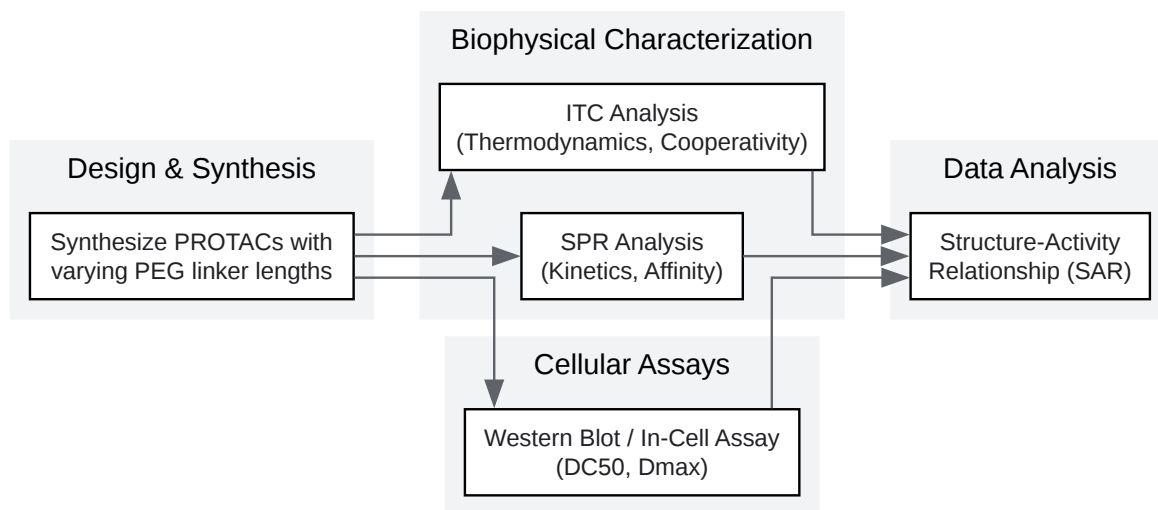 Design & Synthesis
Synthesize PROTACs with
varying PEG linker lengths
Biophysical Characterization
ITC Analysis
(Thermodynamics, Cooperativity)
SPR Analysis
(Kinetics, Affinity)
Cellular Assays
Western Blot / In-Cell Assay
(DC50, Dmax)
Data Analysis
Structure-Activity
Relationship (SAR)